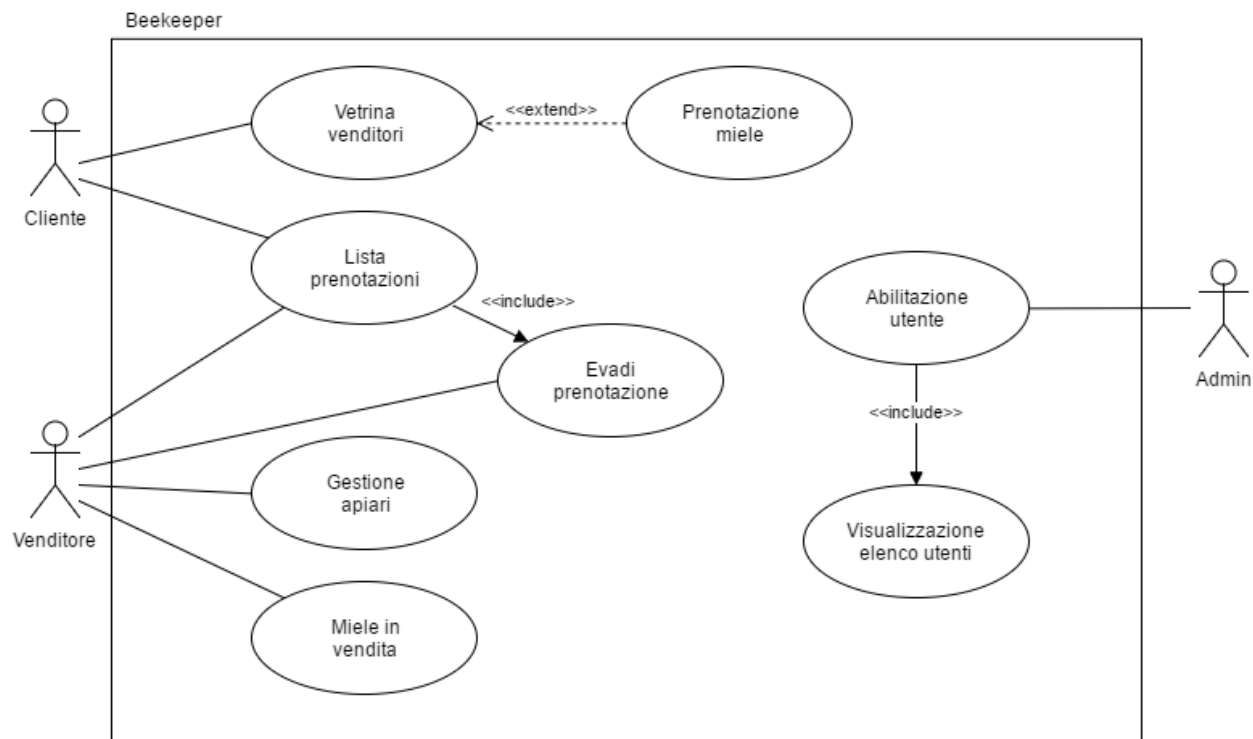 Beekeeper
Vetrina
venditori
<<extend>>
Prenotazione
miele
Cliente
Lista
prenotazioni
<<include>>
Evadi
prenotazione
Abilitazione
utente
Admin
<<include>>
Venditore
Gestione
apiari
Visualizzazione
elenco utenti
Miele in
vendita